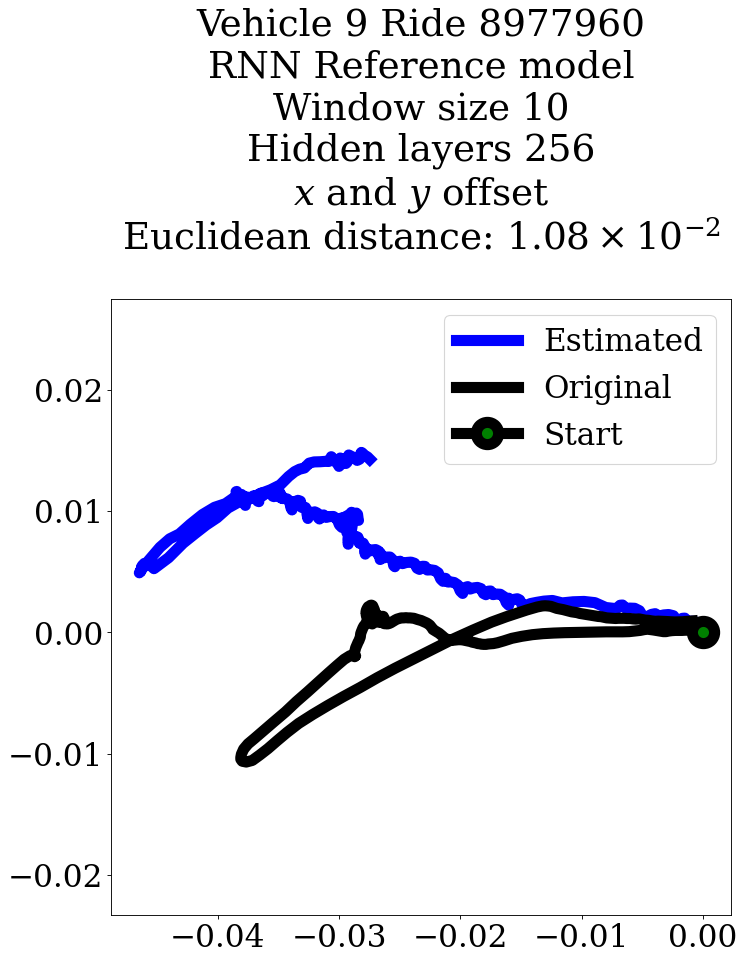 Vehicle 9 Ride 8977960
RNN Reference model
Window size 10
Hidden layers 256
x and y offset
Euclidean distance: 1.08 × 10⁻²
Estimated
Original
Start
0.02
0.01
0.00
−0.01
−0.02
−0.04 −0.03 −0.02 −0.01 0.00